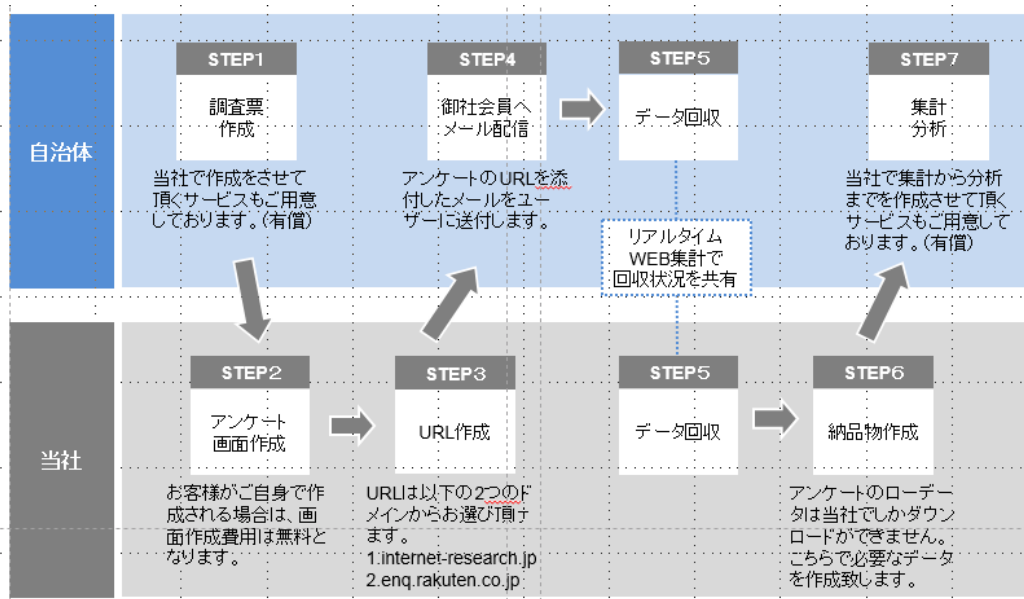 自治体
STEP1
調査票
作成
当社で作成をさせて
頂くサービスもご用意
しております。(有償)
STEP4
御社会員へ
メール配信
アンケートのURLを添
付したメールをユー
ザーに送付します。
STEP5
データ回収
リアルタイム
WEB集計で
回収状況を共有
STEP7
集計
分析
当社で集計から分析
までを作成させて頂く
サービスもご用意して
おります。(有償)
当社
STEP2
アンケート
画面作成
お客様がご自身で作
成される場合は、画
面作成費用は無料と
なります。
STEP3
URL作成
URLは以下の2つのド
メインからお選び頂け
ます。
1.internet-research.jp
2.enq.rakuten.co.jp
STEP5
データ回収
STEP6
納品物作成
アンケートのローデー
タは当社でしかダウン
ロードができません。
こちらで必要なデータ
を作成致します。